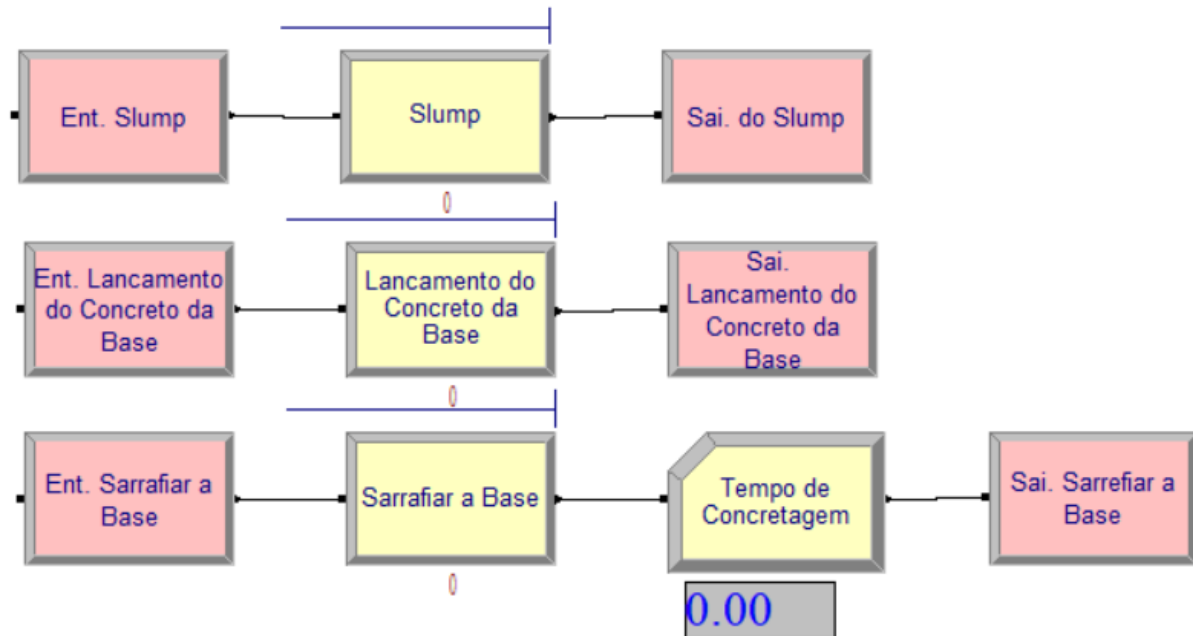 Ent. Slump
Slump
Sai. do Slump
0
Ent. Lancamento
do Concreto da
Base
Lancamento do
Concreto da
Base
Sai.
Lancamento do
Concreto da
Base
0
Ent. Sarrafiar a
Base
Sarrafiar a Base
Tempo de
Concretagem
Sai. Sarrefiar a
Base
0
0.00